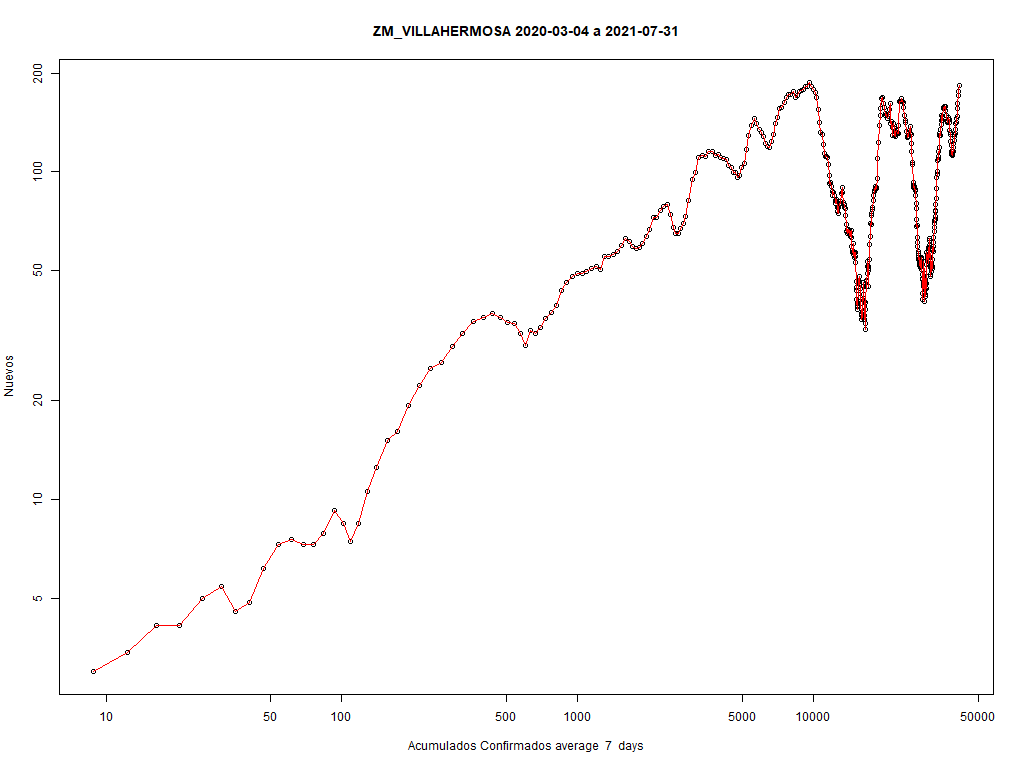 ZM_VILLAHERMOSA 2020-03-04 a 2021-07-31
200
100
50
20
10
5
Nuevos
10 50 100 500 1000 5000 10000 50000
Acumulados Confirmados average 7 days